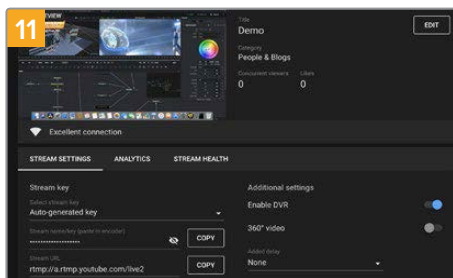 11
Title
Demo
EDIT
Category
People & Blogs
Concurrent viewers Likes
0 0
Excellent connection
STREAM SETTINGS ANALYTICS STREAM HEALTH
Stream key
Additional settings
Select stream key
Auto-generated key
Enable DVR
Stream name/key (paste in encoder)
COPY
360° video
Stream URL
rtmp://a.rtmp.youtube.com/live2
COPY
Added delay
None